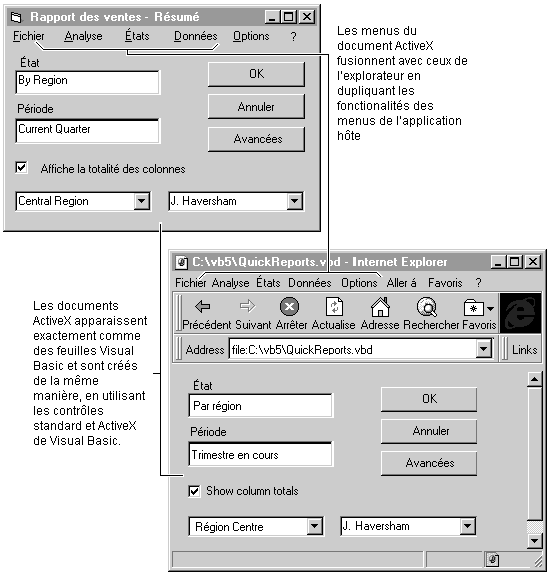 Rapport des ventes - Résumé
Fichier Analyse États Données Options ?
État
By Region
OK
Période
Annuler
Current Quarter
Avancées
Affiche la totalité des colonnes
Central Region
J. Haversham
Les menus du
document ActiveX
fusionnent avec ceux de
l'explorateur en
dupliquant les
fonctionalités des
menus de l'application
hôte
Les documents
ActiveX apparaissent
exactement comme
des feuilles Visual
Basic et sont créés
de la même
manière, en utilisant
les contrôles
standard et ActiveX
de Visual Basic.
C:\vb5\QuickReports.vbd - Internet Explorer
Fichier Analyse États Données Options Aller á Favoris ?
Précédent Suivant Arrêter Actualise Adresse Rechercher Favoris
Address file:C:\vb5\QuickReports.vbd Links
État
Par région
OK
Période
Annuler
Trimestre en cours
Avancées
Show column totals
Région Centre
J. Haversham